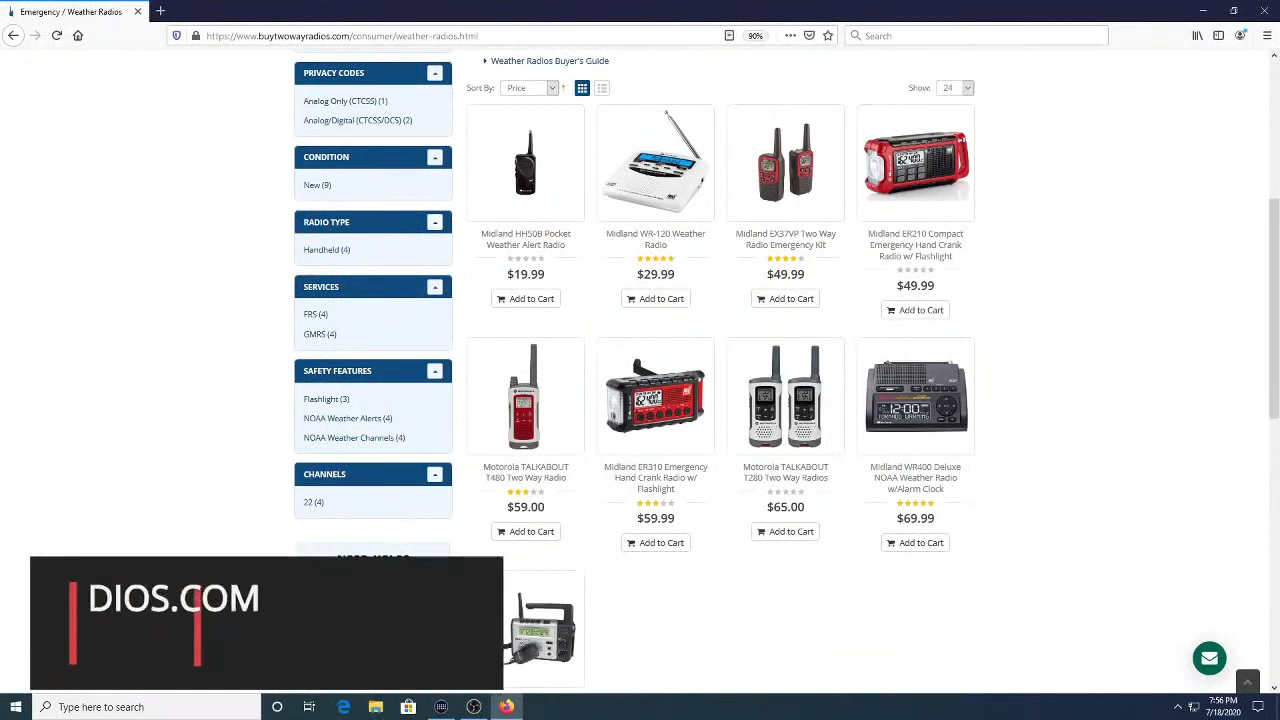 Emergency / Weather Radios
https://www.buytwowayradios.com/consumer/weather-radios.html
90%
Search
Weather Radios Buyer's Guide
Sort By: Price
Show: 24
PRIVACY CODES
Analog Only (CTCSS) (1)
Analog/Digital (CTCSS/DCS) (2)
CONDITION
New (9)
RADIO TYPE
Handheld (4)
SERVICES
FRS (4)
GMRS (4)
SAFETY FEATURES
Flashlight (3)
NOAA Weather Alerts (4)
NOAA Weather Channels (4)
CHANNELS
22 (4)
Midland HH50B Pocket
Weather Alert Radio
$19.99
Add to Cart
Midland WR-120 Weather
Radio
$29.99
Add to Cart
Midland EX37VP Two Way
Radio Emergency Kit
$49.99
Add to Cart
Midland ER210 Compact
Emergency Hand Crank
Radio w/ Flashlight
$49.99
Add to Cart
Motorola TALKABOUT
T480 Two Way Radio
$59.00
Add to Cart
Midland ER310 Emergency
Hand Crank Radio w/
Flashlight
$59.99
Add to Cart
Motorola TALKABOUT
T280 Two Way Radios
$65.00
Add to Cart
12:00
TORNADO WARNING
Midland WR400 Deluxe
NOAA Weather Radio
w/Alarm Clock
$69.99
Add to Cart
DIOS.COM
Type here to search
7:56 PM
7/18/2020